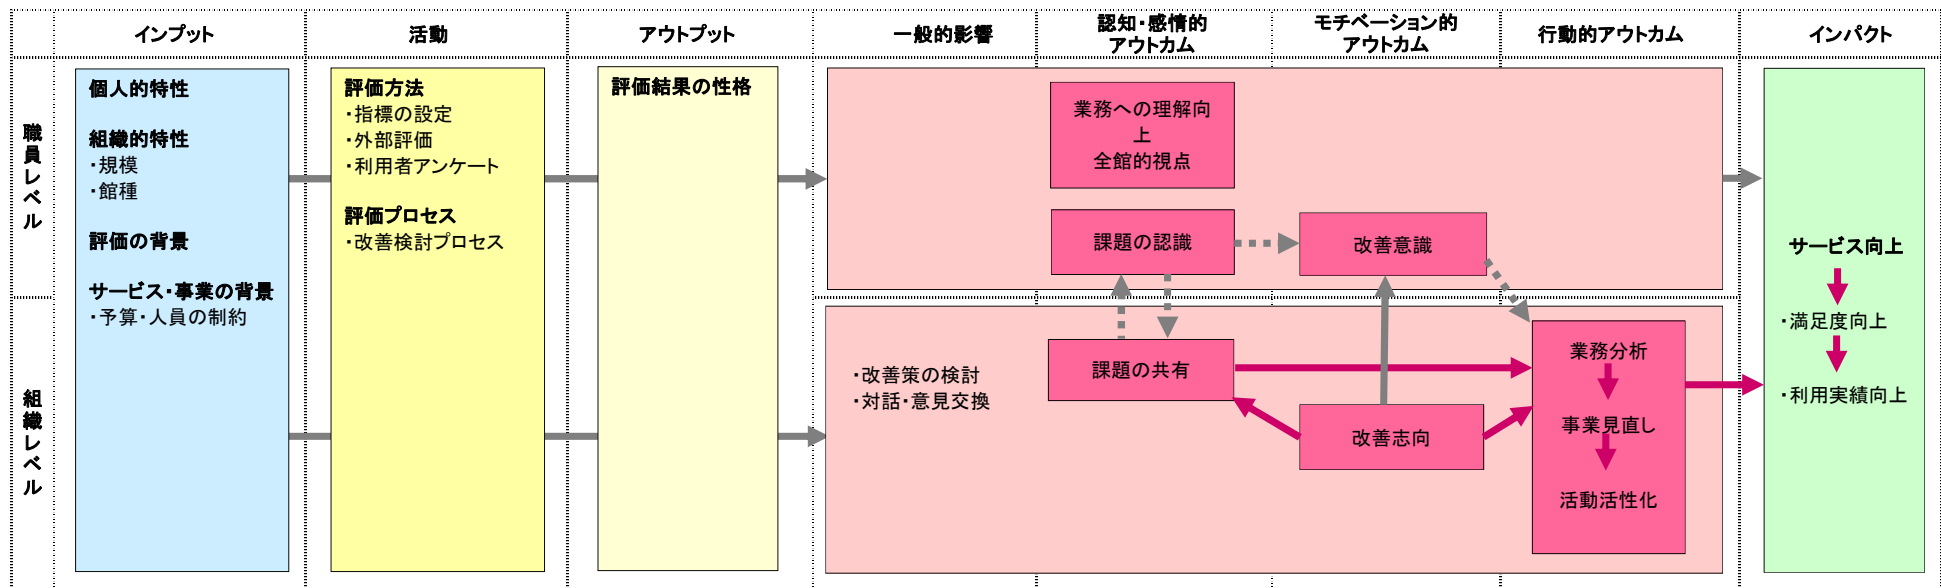 インプット
活動
アウトプット
一般的影響
認知・感情的
アウトカム
モチベーション的
アウトカム
行動的アウトカム
インパクト
職員レベル
組織レベル
個人的特性
組織的特性
・規模
・館種
評価の背景
サービス・事業の背景
・予算・人員の制約
評価方法
・指標の設定
・外部評価
・利用者アンケート
評価プロセス
・改善検討プロセス
評価結果の性格
業務への理解向
上
全館的視点
課題の認識
改善意識
・改善策の検討
・対話・意見交換
課題の共有
改善志向
業務分析
事業見直し
活動活性化
サービス向上
・満足度向上
・利用実績向上